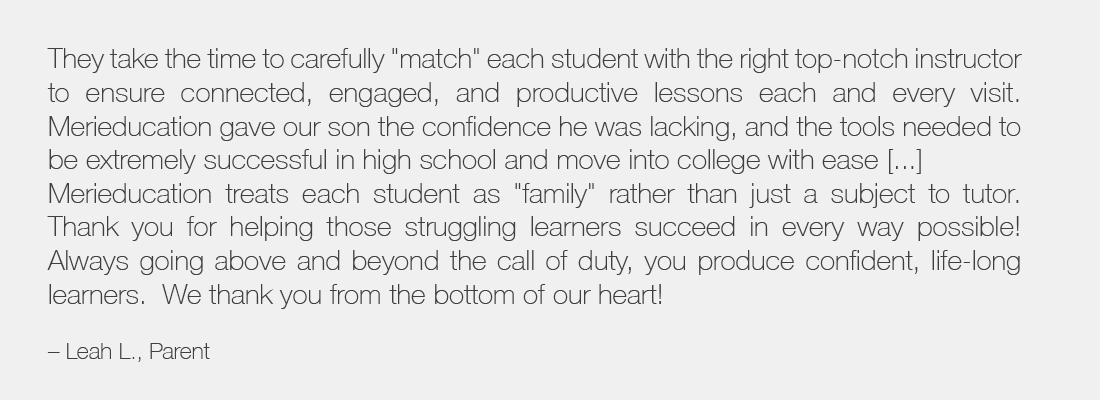 They take the time to carefully "match" each student with the right top-notch instructor
to ensure connected, engaged, and productive lessons each and every visit.
Merieducation gave our son the confidence he was lacking, and the tools needed to
be extremely successful in high school and move into college with ease [...]
Merieducation treats each student as "family" rather than just a subject to tutor.
Thank you for helping those struggling learners succeed in every way possible!
Always going above and beyond the call of duty, you produce confident, life-long
learners.  We thank you from the bottom of our heart!
– Leah L., Parent